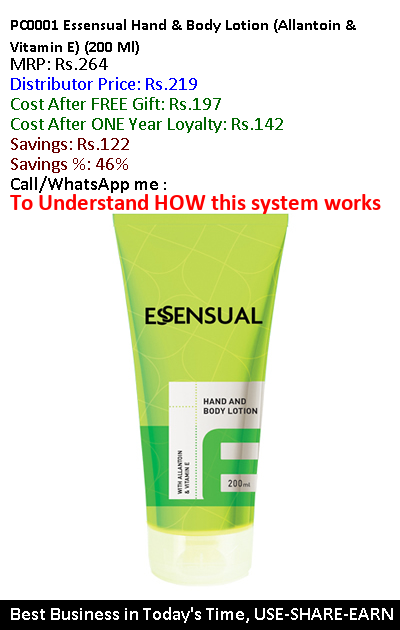 PC0001 Essensual Hand & Body Lotion (Allantoin &
Vitamin E) (200 Ml)
MRP: Rs.264
Distributor Price: Rs.219
Cost After FREE Gift: Rs.197
Cost After ONE Year Loyalty: Rs.142
Savings: Rs.122
Savings %: 46%
Call/WhatsApp me :
To Understand HOW this system works
ESSENSUAL
HAND AND
BODY LOTION
WITH ALLANTOIN
& VITAMIN E
E
200ml
Best Business in Today's Time, USE-SHARE-EARN